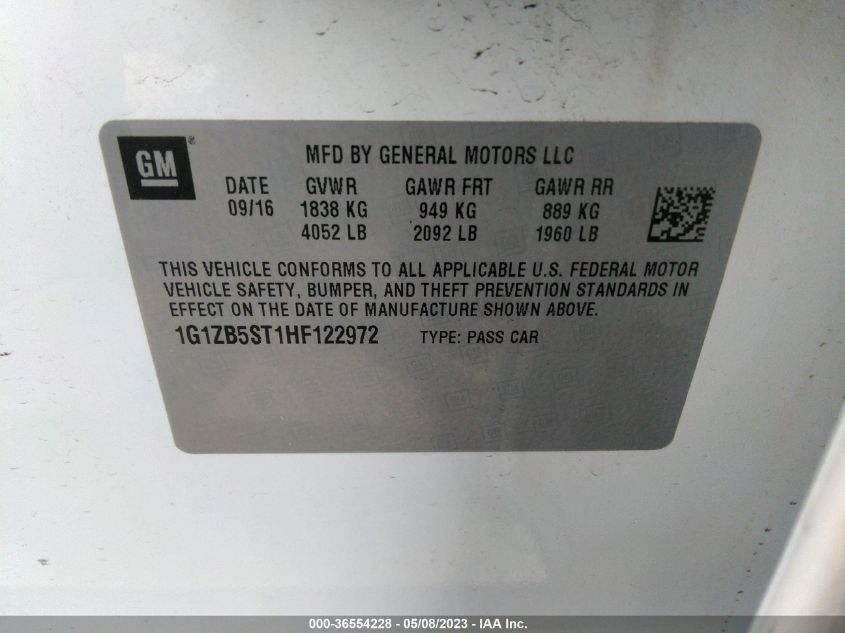 GM ®
MFD BY GENERAL MOTORS LLC
DATE GVWR GAWR FRT GAWR RR
09/16 1838 KG 949 KG 889 KG
4052 LB 2092 LB 1960 LB
THIS VEHICLE CONFORMS TO ALL APPLICABLE U.S. FEDERAL MOTOR
VEHICLE SAFETY, BUMPER, AND THEFT PREVENTION STANDARDS IN
EFFECT ON THE DATE OF MANUFACTURE SHOWN ABOVE.
1G1ZB5ST1HF122972 TYPE: PASS CAR
000-36554228 - 05/08/2023 - IAA Inc.